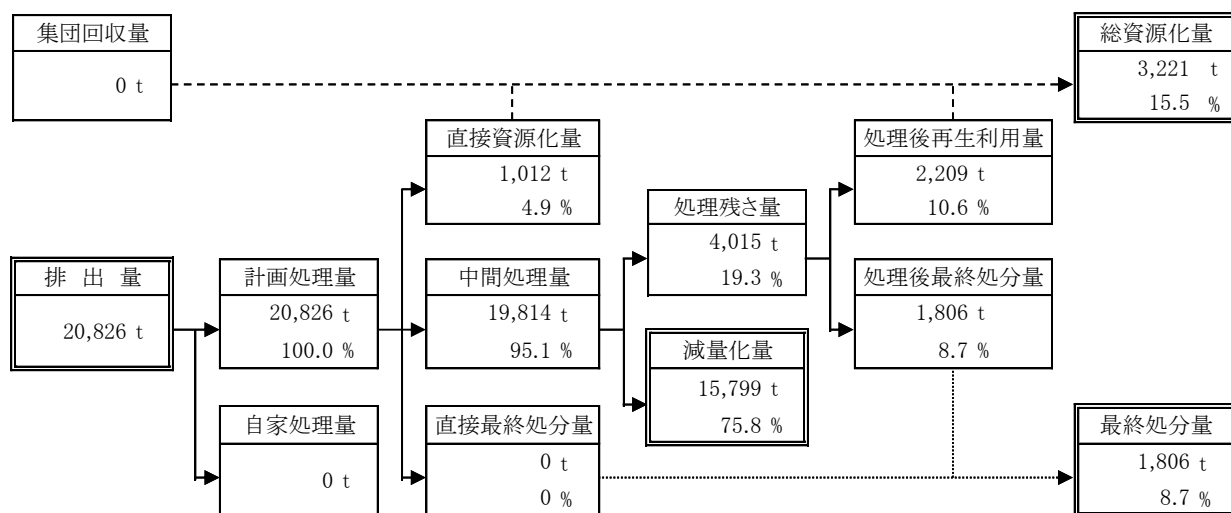 集団回収量
0 t
総資源化量
3,221 t
15.5 %
直接資源化量
1,012 t
4.9 %
処理後再生利用量
2,209 t
10.6 %
処理残さ量
4,015 t
19.3 %
排 出 量
20,826 t
計画処理量
20,826 t
100.0 %
中間処理量
19,814 t
95.1 %
処理後最終処分量
1,806 t
8.7 %
減量化量
15,799 t
75.8 %
自家処理量
0 t
直接最終処分量
0 t
0 %
最終処分量
1,806 t
8.7 %